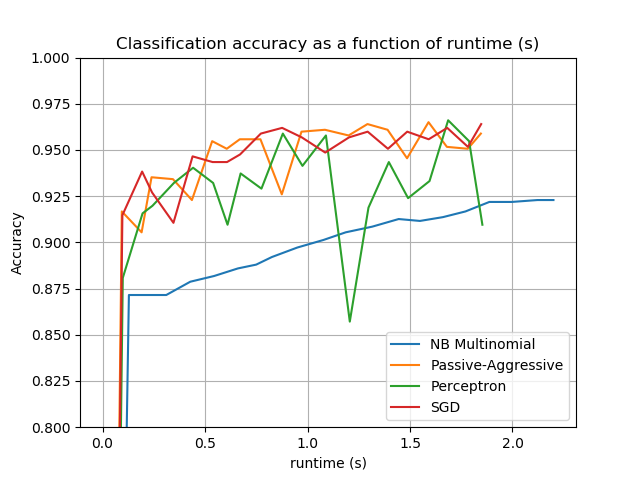 Classification accuracy as a function of runtime (s)
1.000
0.975
0.950
0.925
0.900
0.875
0.850
0.825
0.800
Accuracy
0.0 0.5 1.0 1.5 2.0
runtime (s)
NB Multinomial
Passive-Aggressive
Perceptron
SGD